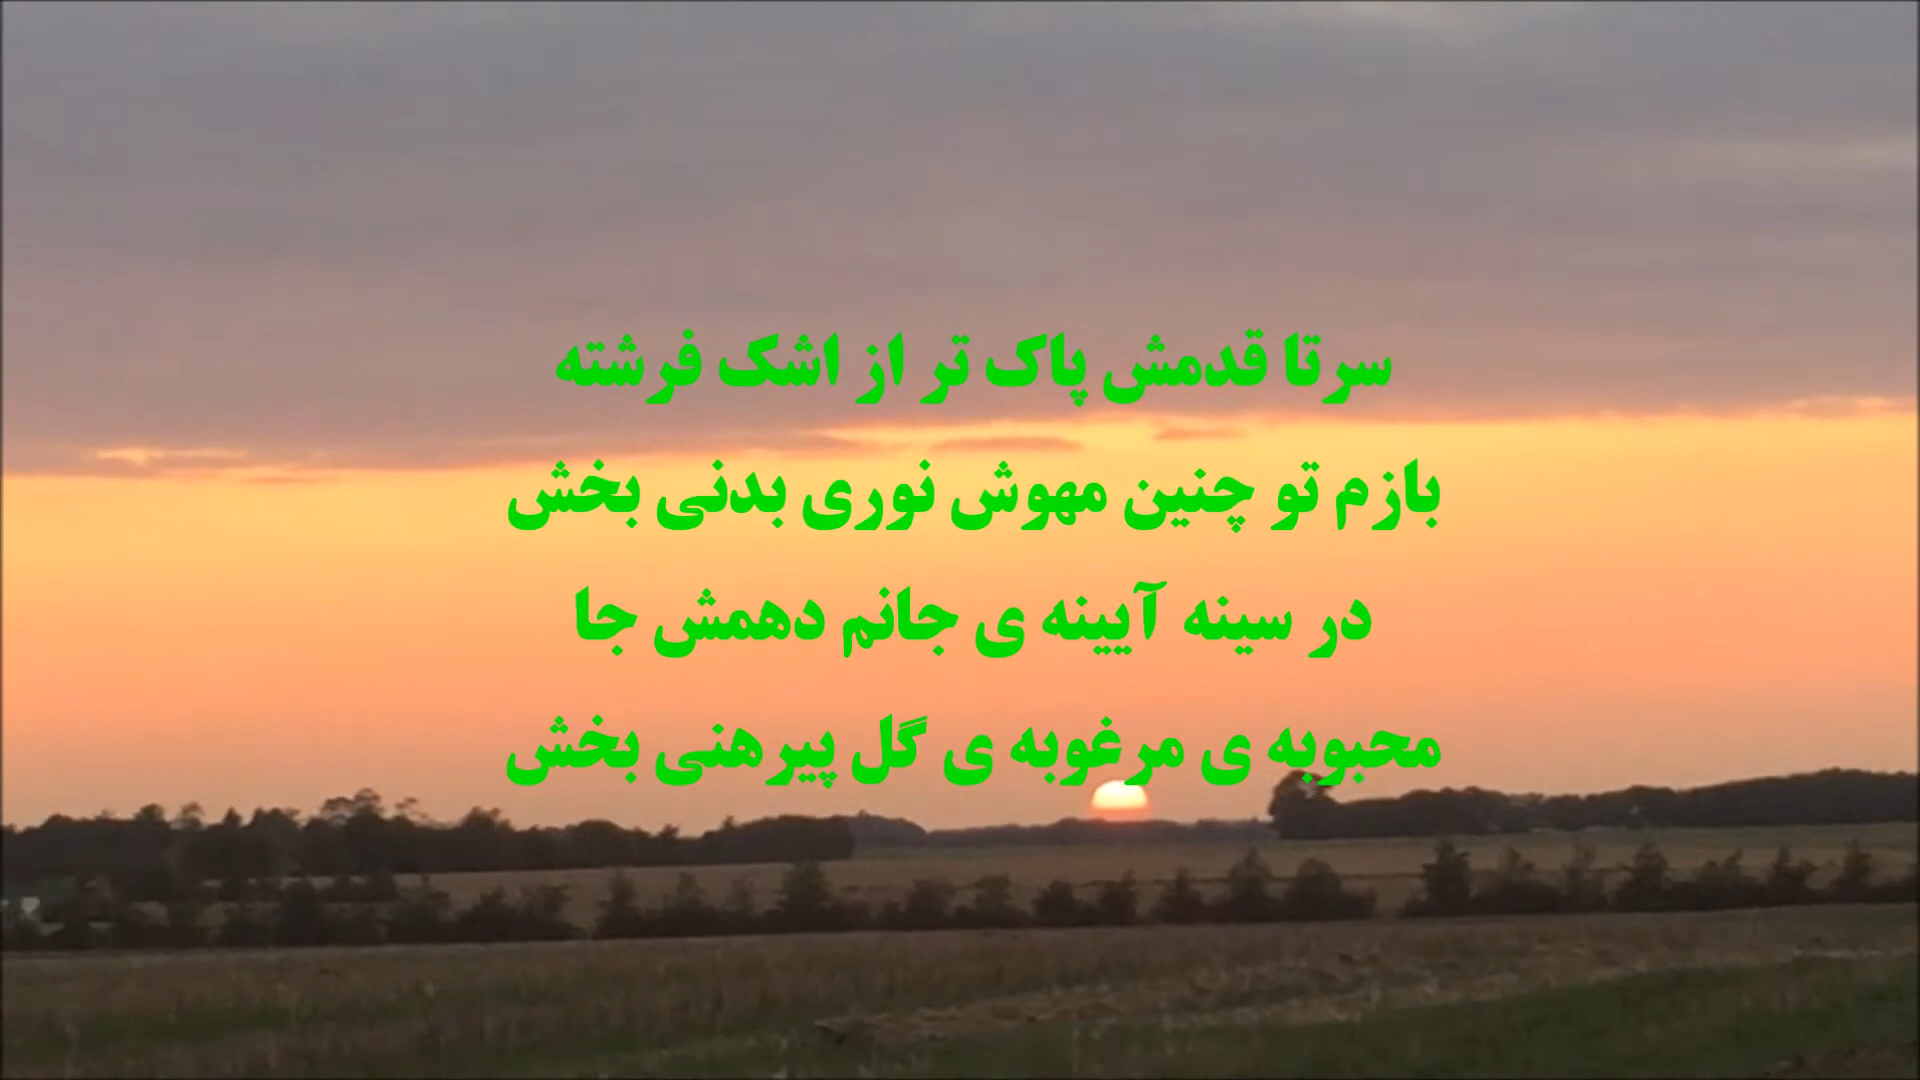 سرتا قدمش پاک تر از اشک فرشته
بازم تو چنین مهوش نوری بدنی بخش
در سینه آیینه ی جانم دهمش جا
محبوبه ی مرغوبه ی گل پیرهنی بخش